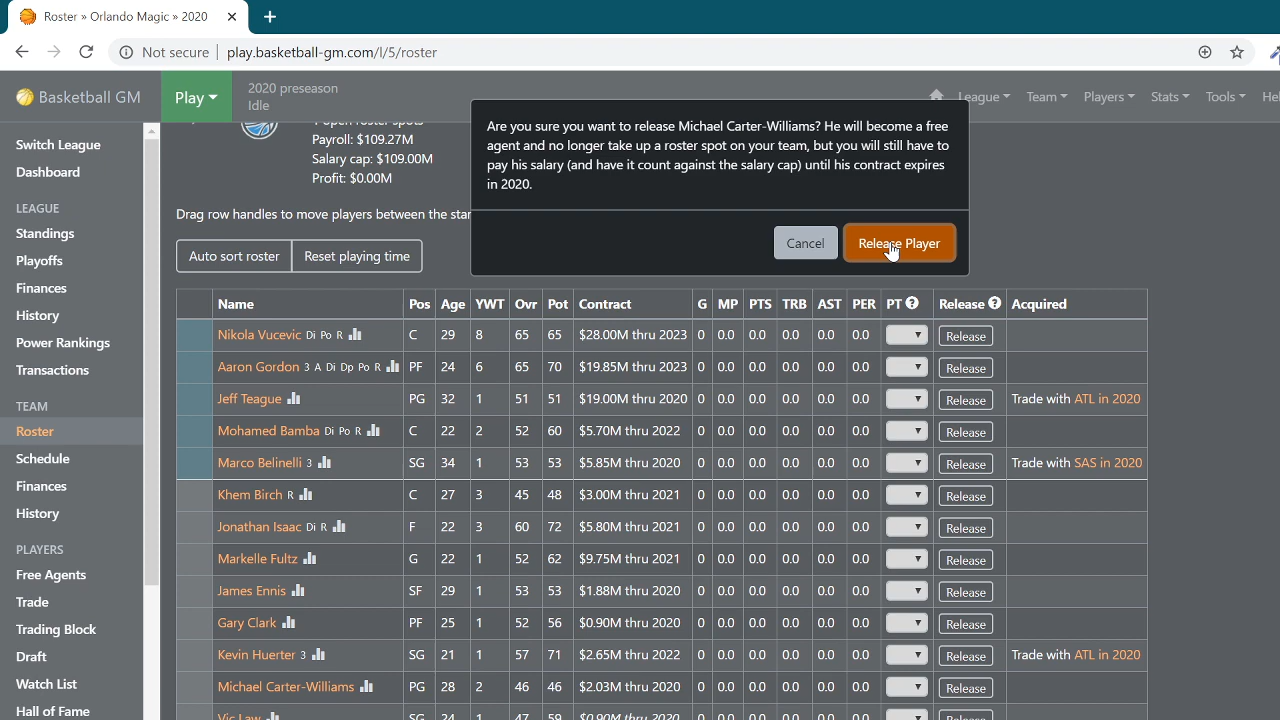 Roster » Orlando Magic » 2020
Not secure play.basketball-gm.com/l/5/roster
Basketball GM
Play
2020 preseason
Idle
League Team Players Stats Tools
Switch League
Dashboard
LEAGUE
Standings
Playoffs
Finances
History
Power Rankings
Transactions
TEAM
Roster
Schedule
Finances
History
PLAYERS
Free Agents
Trade
Trading Block
Draft
Watch List
Hall of Fame
Payroll: $109.27M
Salary cap: $109.00M
Profit: $0.00M
Drag row handles to move players between the
Auto sort roster Reset playing time
Are you sure you want to release Michael Carter-Williams? He will become a free
agent and no longer take up a roster spot on your team, but you will still have to
pay his salary (and have it count against the salary cap) until his contract expires
in 2020.
Cancel Release Player
Name Pos Age YWT Ovr Pot Contract G MP PTS TRB AST PER PT ? Release ? Acquired
Nikola Vucevic Di Po R C 29 8 65 65 $28.00M thru 2023 0 0.0 0.0 0.0 0.0 0.0 Release
Aaron Gordon 3 A Di Dp Po R PF 24 6 65 70 $19.85M thru 2023 0 0.0 0.0 0.0 0.0 0.0 Release
Jeff Teague PG 32 1 51 51 $19.00M thru 2020 0 0.0 0.0 0.0 0.0 0.0 Release Trade with ATL in 2020
Mohamed Bamba Di Po R C 22 2 52 60 $5.70M thru 2022 0 0.0 0.0 0.0 0.0 0.0 Release
Marco Belinelli 3 SG 34 1 53 53 $5.85M thru 2020 0 0.0 0.0 0.0 0.0 0.0 Release Trade with SAS in 2020
Khem Birch R C 27 3 45 48 $3.00M thru 2021 0 0.0 0.0 0.0 0.0 0.0 Release
Jonathan Isaac Di R F 22 3 60 72 $5.80M thru 2021 0 0.0 0.0 0.0 0.0 0.0 Release
Markelle Fultz G 22 1 52 62 $9.75M thru 2021 0 0.0 0.0 0.0 0.0 0.0 Release
James Ennis SF 29 1 53 53 $1.88M thru 2020 0 0.0 0.0 0.0 0.0 0.0 Release
Gary Clark PF 25 1 52 56 $0.90M thru 2020 0 0.0 0.0 0.0 0.0 0.0 Release
Kevin Huerter 3 SG 21 1 57 71 $2.65M thru 2022 0 0.0 0.0 0.0 0.0 0.0 Release Trade with ATL in 2020
Michael Carter-Williams PG 28 2 46 46 $2.03M thru 2020 0 0.0 0.0 0.0 0.0 0.0 Release
Vic Law SG 24 1 47 59 $0.90M thru 2020 0 0.0 0.0 0.0 0.0 0.0 Release